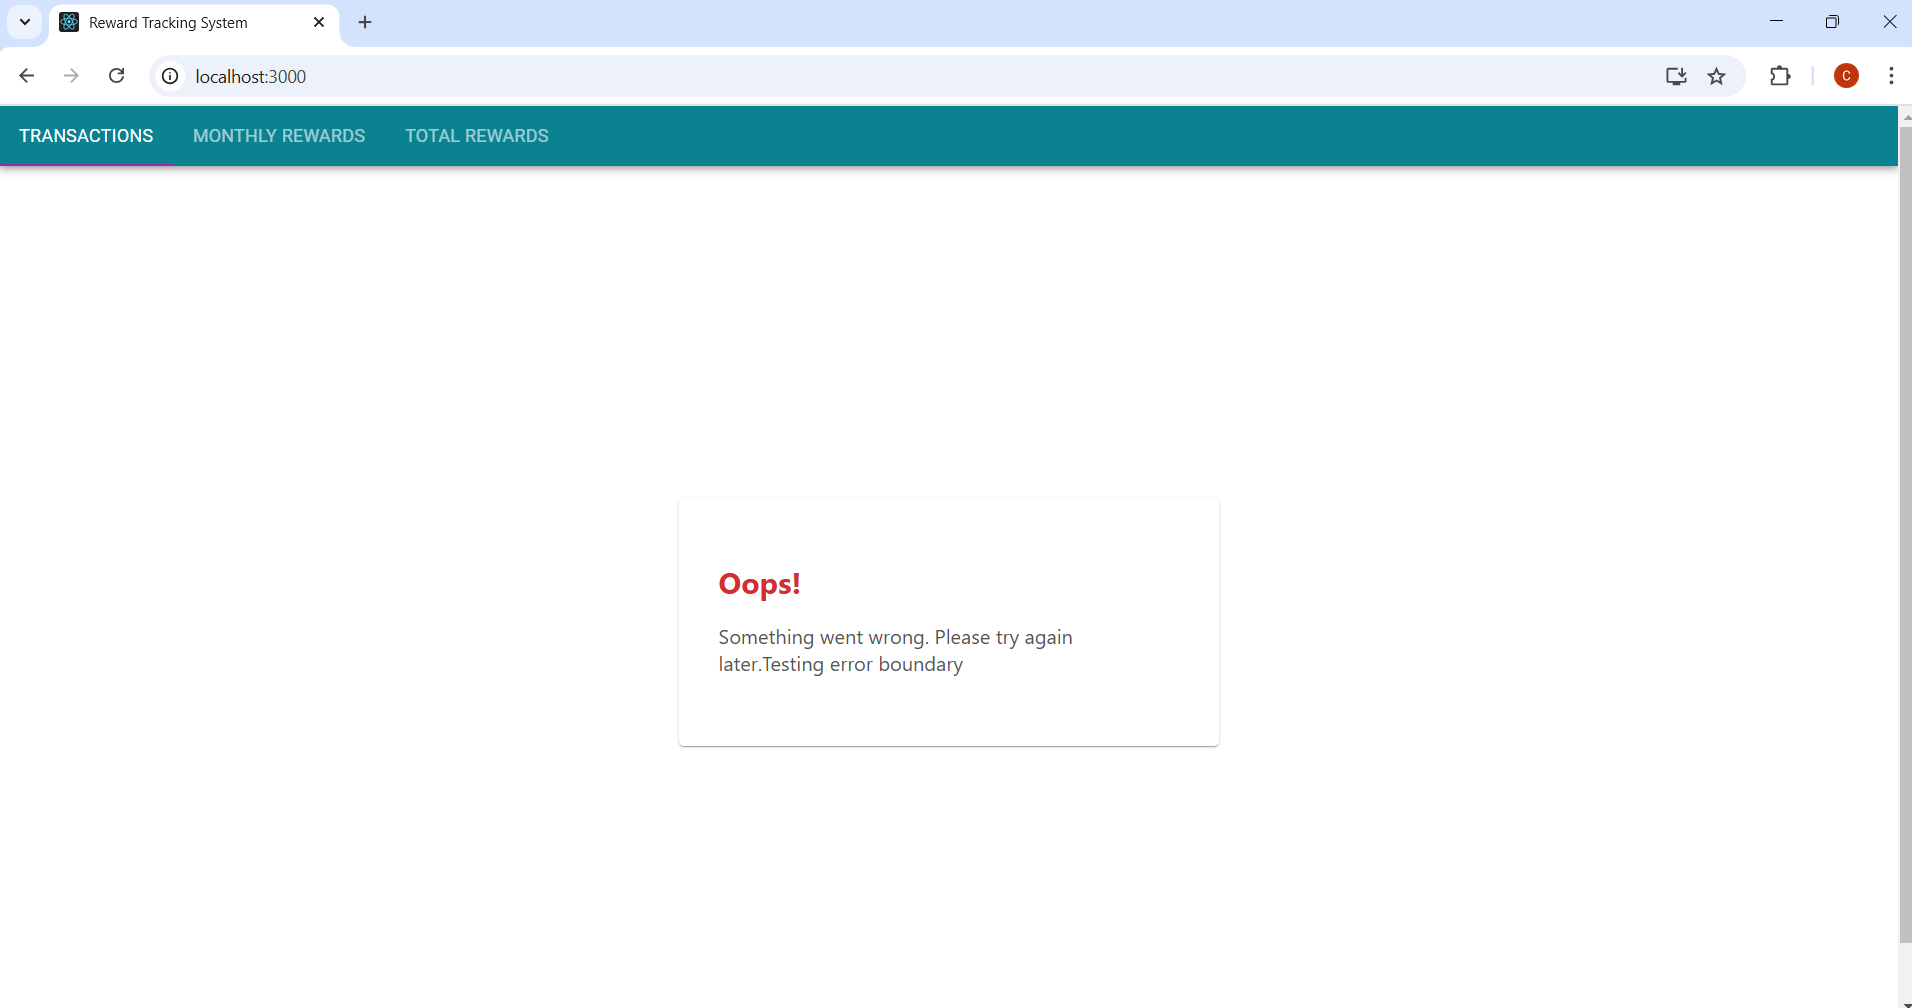 Reward Tracking System
localhost:3000
C
TRANSACTIONS MONTHLY REWARDS TOTAL REWARDS
Oops!
Something went wrong. Please try again
later.Testing error boundary